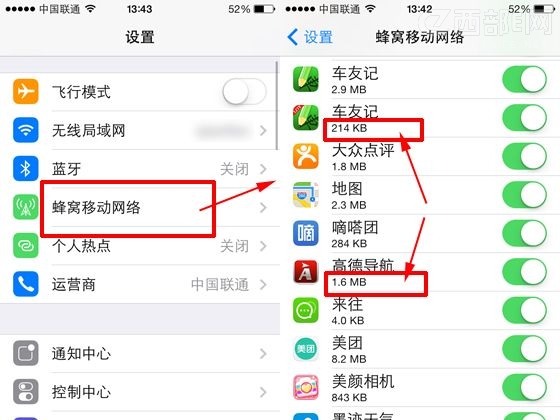 中国联通 13:43 52%
设置
飞行模式
无线局域网
蓝牙 关闭
蜂窝移动网络
个人热点 关闭
运营商 中国联通
通知中心
控制中心
中国联通 13:42 52%
西部E网
设置 蜂窝移动网络
车友记
2.9 MB
车友记
214 KB
大众点评
1.8 MB
地图
2.3 MB
嘀嗒团
284 KB
高德导航
1.6 MB
来往
4.0 KB
美团
8.2 MB
美颜相机
843 KB
墨迹天气